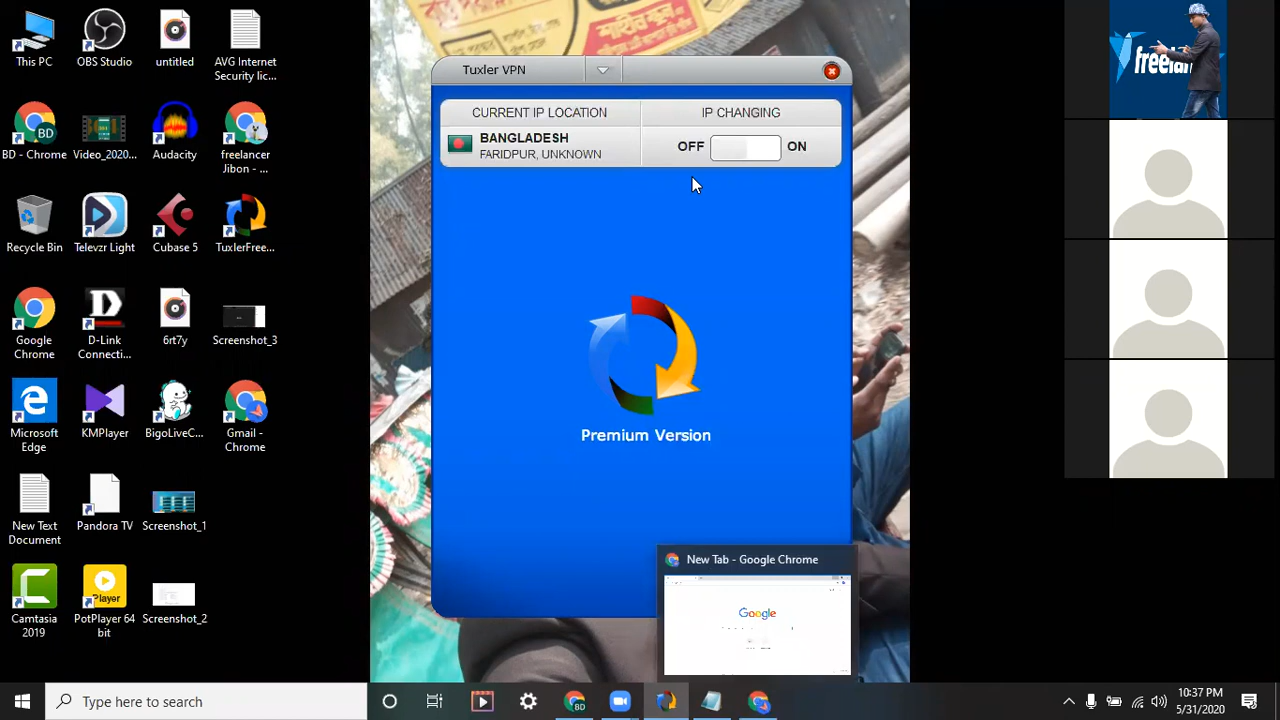 This PC
OBS Studio
untitled
AVG Internet
Security lic...
BD - Chrome
Video_2020...
Audacity
freelancer
Jibon - ...
Recycle Bin
Televzr Light
Cubase 5
TuxlerFree...
Google
Chrome
D-Link
Connecti...
6rt7y
Screenshot_3
Microsoft
Edge
KMPlayer
BigoLiveC...
Gmail -
Chrome
New Text
Document
Pandora TV
Screenshot_1
Camtasia
2019
Player
PotPlayer 64
bit
Screenshot_2
Tuxler VPN
CURRENT IP LOCATION
IP CHANGING
BANGLADESH
FARIDPUR, UNKNOWN
OFF
ON
Premium Version
New Tab - Google Chrome
Google
freelan
Type here to search
BD
10:37 PM
5/31/2020